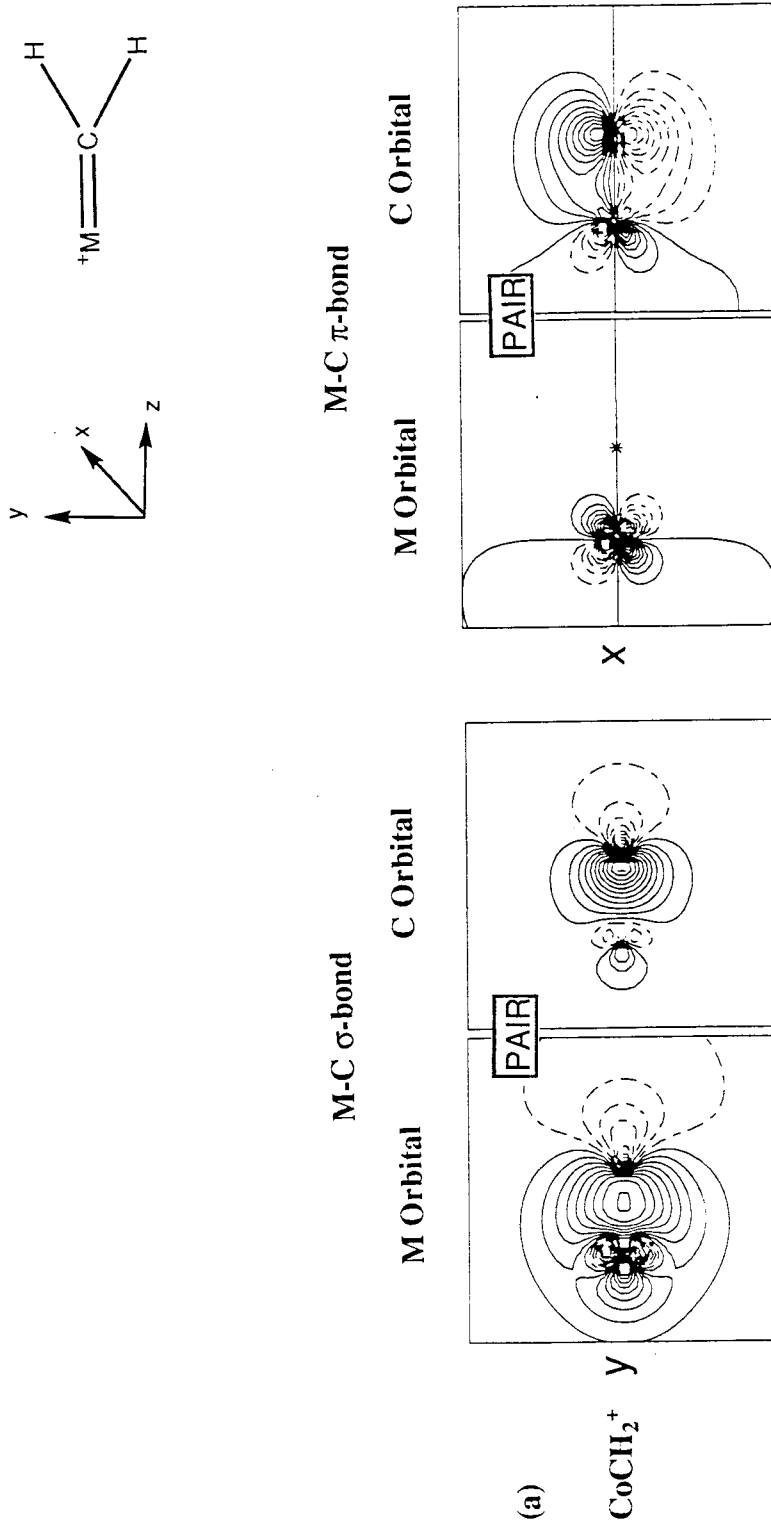 y
x
z
+M
C
H
H
M-C σ-bond
M-C π-bond
M Orbital
C Orbital
M Orbital
C Orbital
PAIR
PAIR
(a)
CoCH₂⁺
y
x